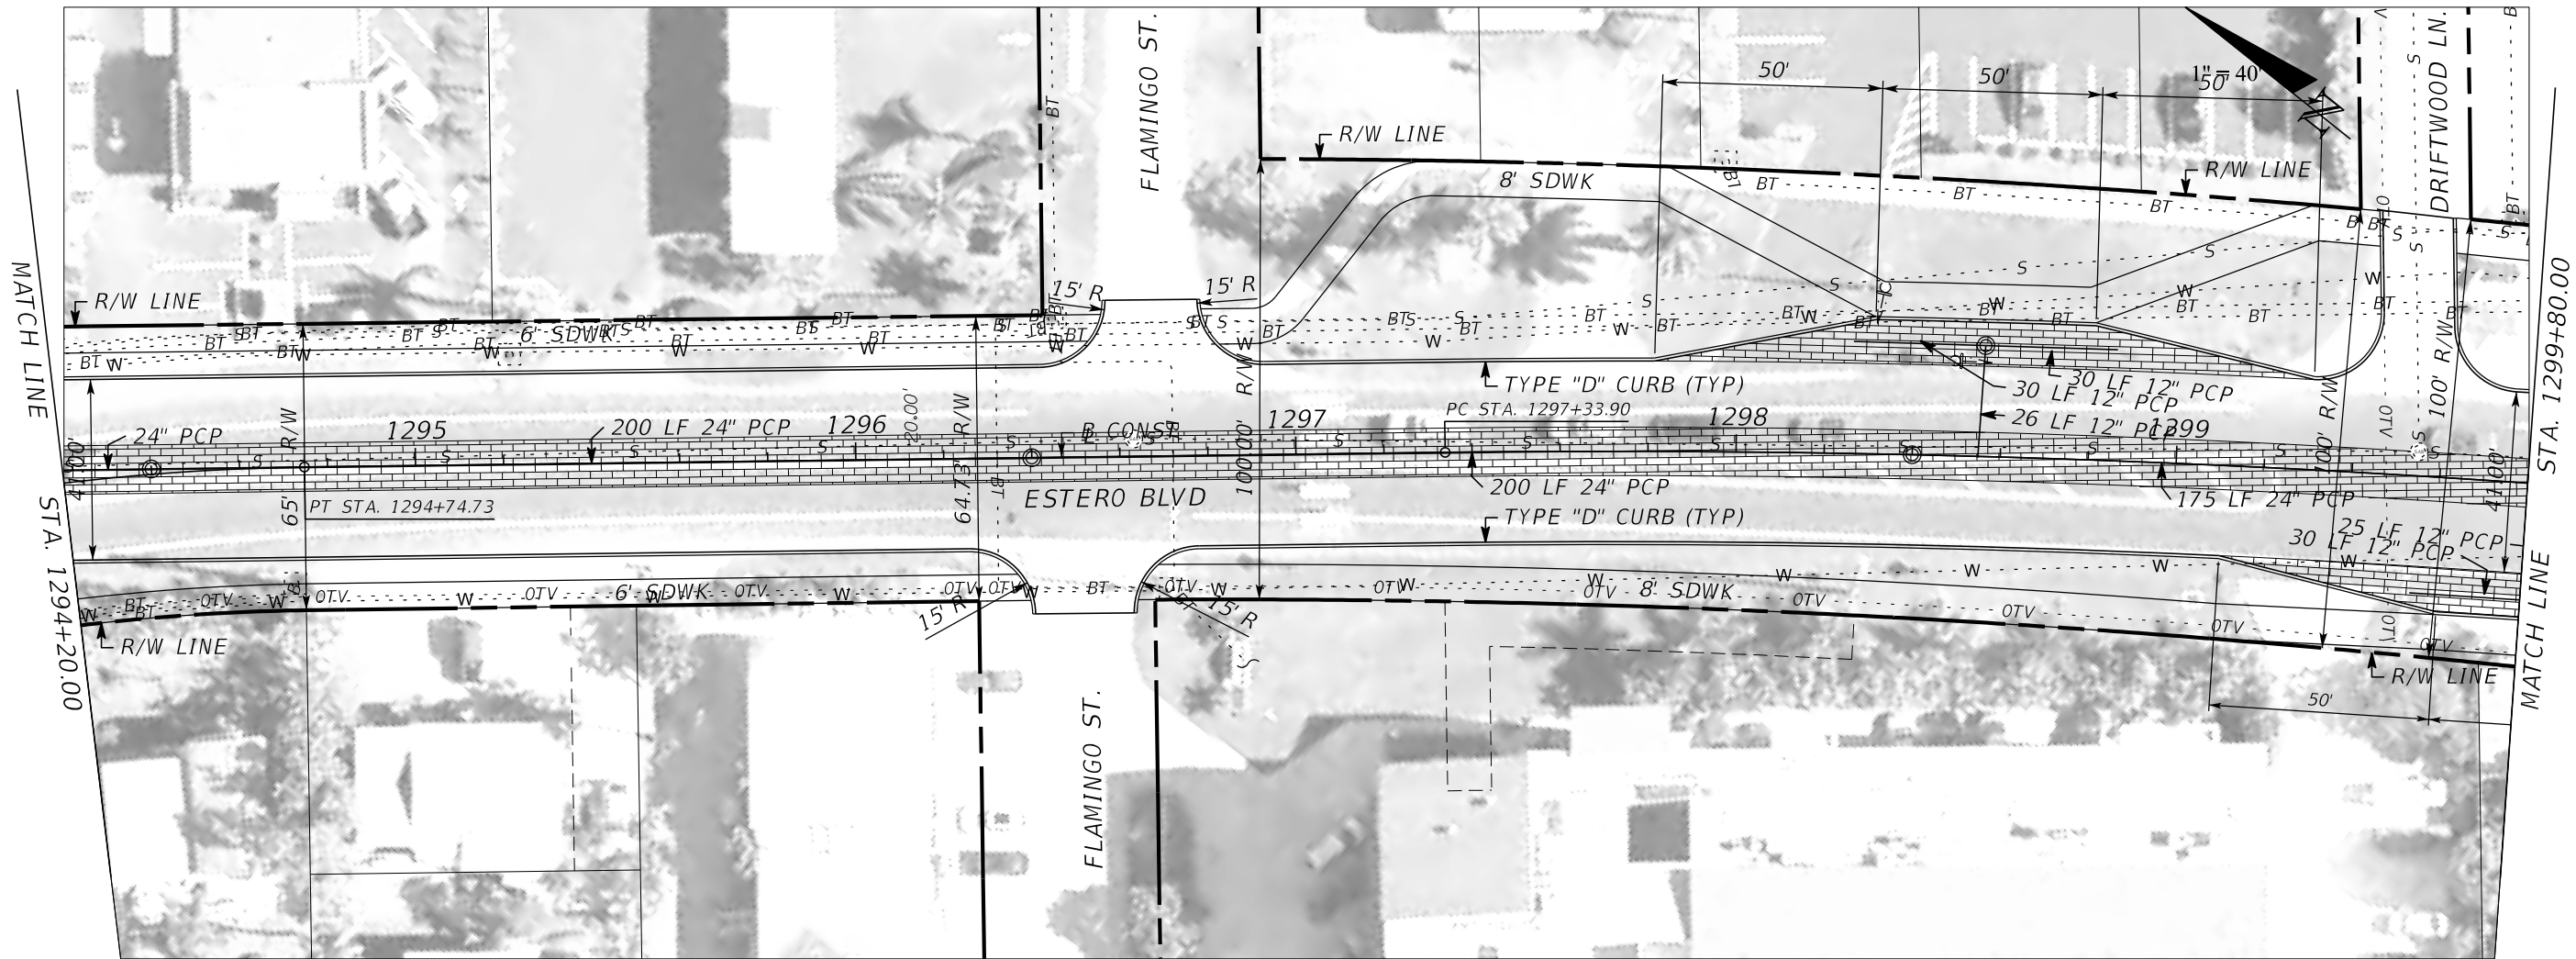 FLAMINGO ST.
DRIFTWOOD LN.
50'
50'
1" = 40'
50'
N
R/W LINE
R/W LINE
8' SDWK
MATCH LINE
STA. 1294+20.00
R/W LINE
15' R
15' R
6' SDWK
TYPE "D" CURB (TYP)
30 LF 12" PCP
30 LF 12" PCP
26 LF 12" PCP
24" PCP
1295
200 LF 24" PCP
1296
20.00'
1297
PC STA. 1297+33.90
1298
1299
65' R/W
64.73' R/W
100.00' R/W
100' R/W
100' R/W
41.00'
41.00'
CONST.
PT STA. 1294+74.73
ESTERO BLVD
200 LF 24" PCP
175 LF 24" PCP
TYPE "D" CURB (TYP)
25 LF 12" PCP
30 LF 12" PCP
6' SDWK
15' R
15' R
8' SDWK
R/W LINE
R/W LINE
50'
FLAMINGO ST.
MATCH LINE
STA. 1299+80.00
BT
S
W
OTV